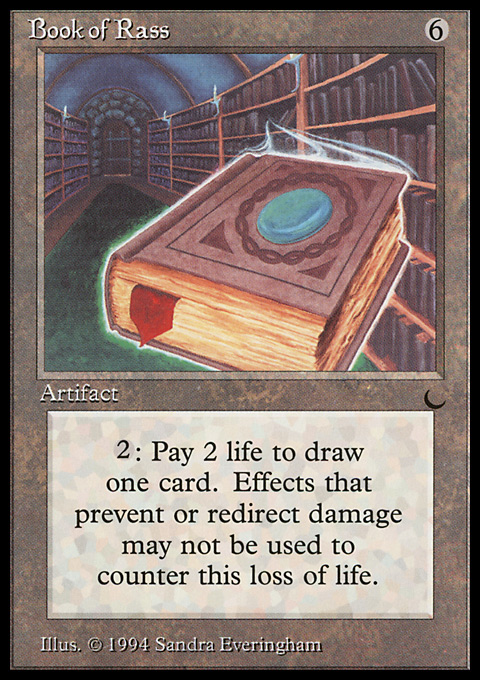 Book of Rass 6
Artifact
2: Pay 2 life to draw
one card. Effects that
prevent or redirect damage
may not be used to
counter this loss of life.
Illus. © 1994 Sandra Everingham